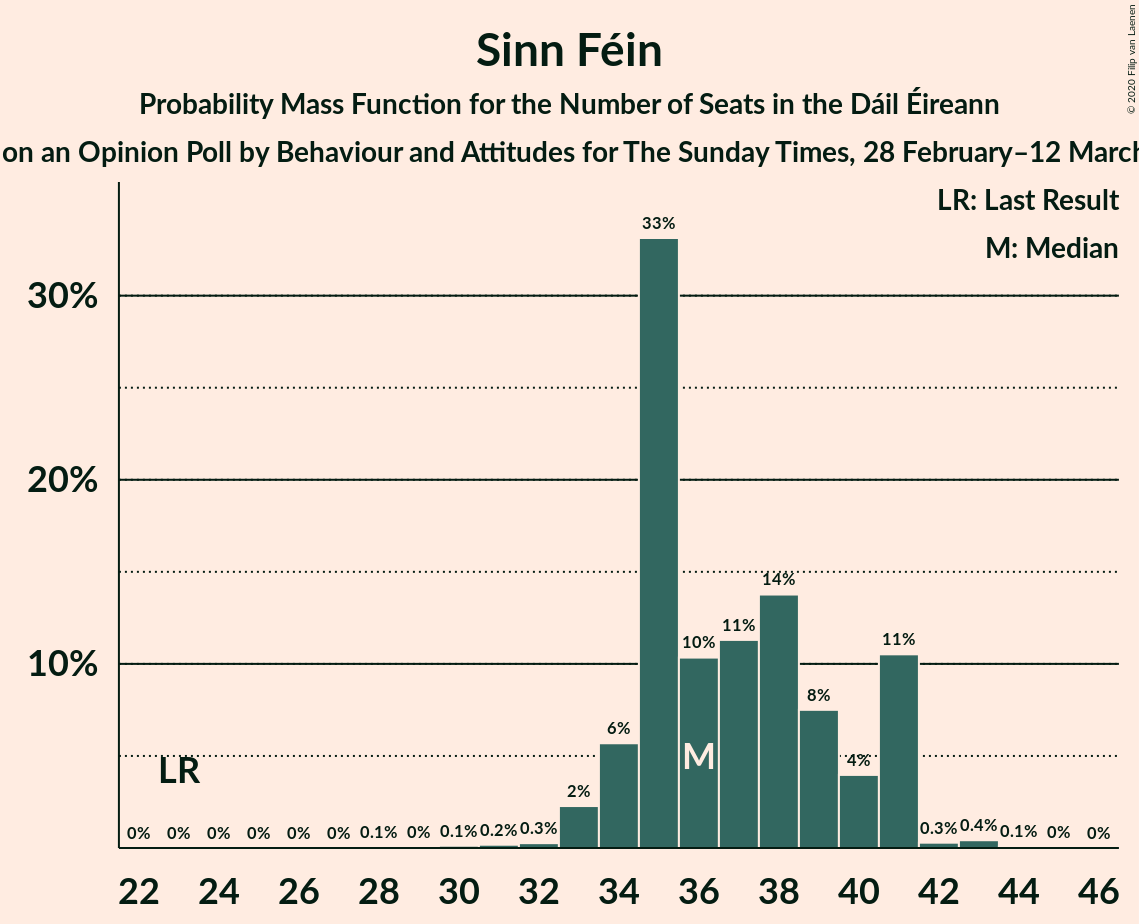 Sinn Féin
Probability Mass Function for the Number of Seats in the Dáil Éireann
on an Opinion Poll by Behaviour and Attitudes for The Sunday Times, 28 February–12 March
© 2020 Filip van Laenen
LR: Last Result
M: Median
33%
30%
20%
14%
11%
10%
11%
10%
8%
6%
4%
M
LR
2%
0% 0% 0% 0% 0% 0% 0.1% 0% 0.1% 0.2% 0.3% 0.3% 0.4% 0.1% 0% 0%
22 24 26 28 30 32 34 36 38 40 42 44 46